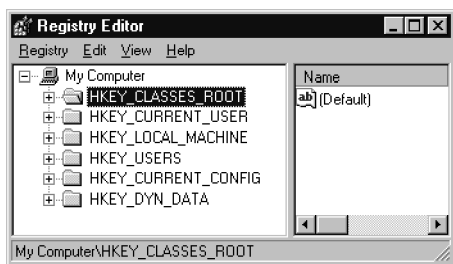 Registry Editor
Registry Edit View Help
My Computer
HKEY_CLASSES_ROOT
HKEY_CURRENT_USER
HKEY_LOCAL_MACHINE
HKEY_USERS
HKEY_CURRENT_CONFIG
HKEY_DYN_DATA
Name
ab (Default)
My Computer\HKEY_CLASSES_ROOT